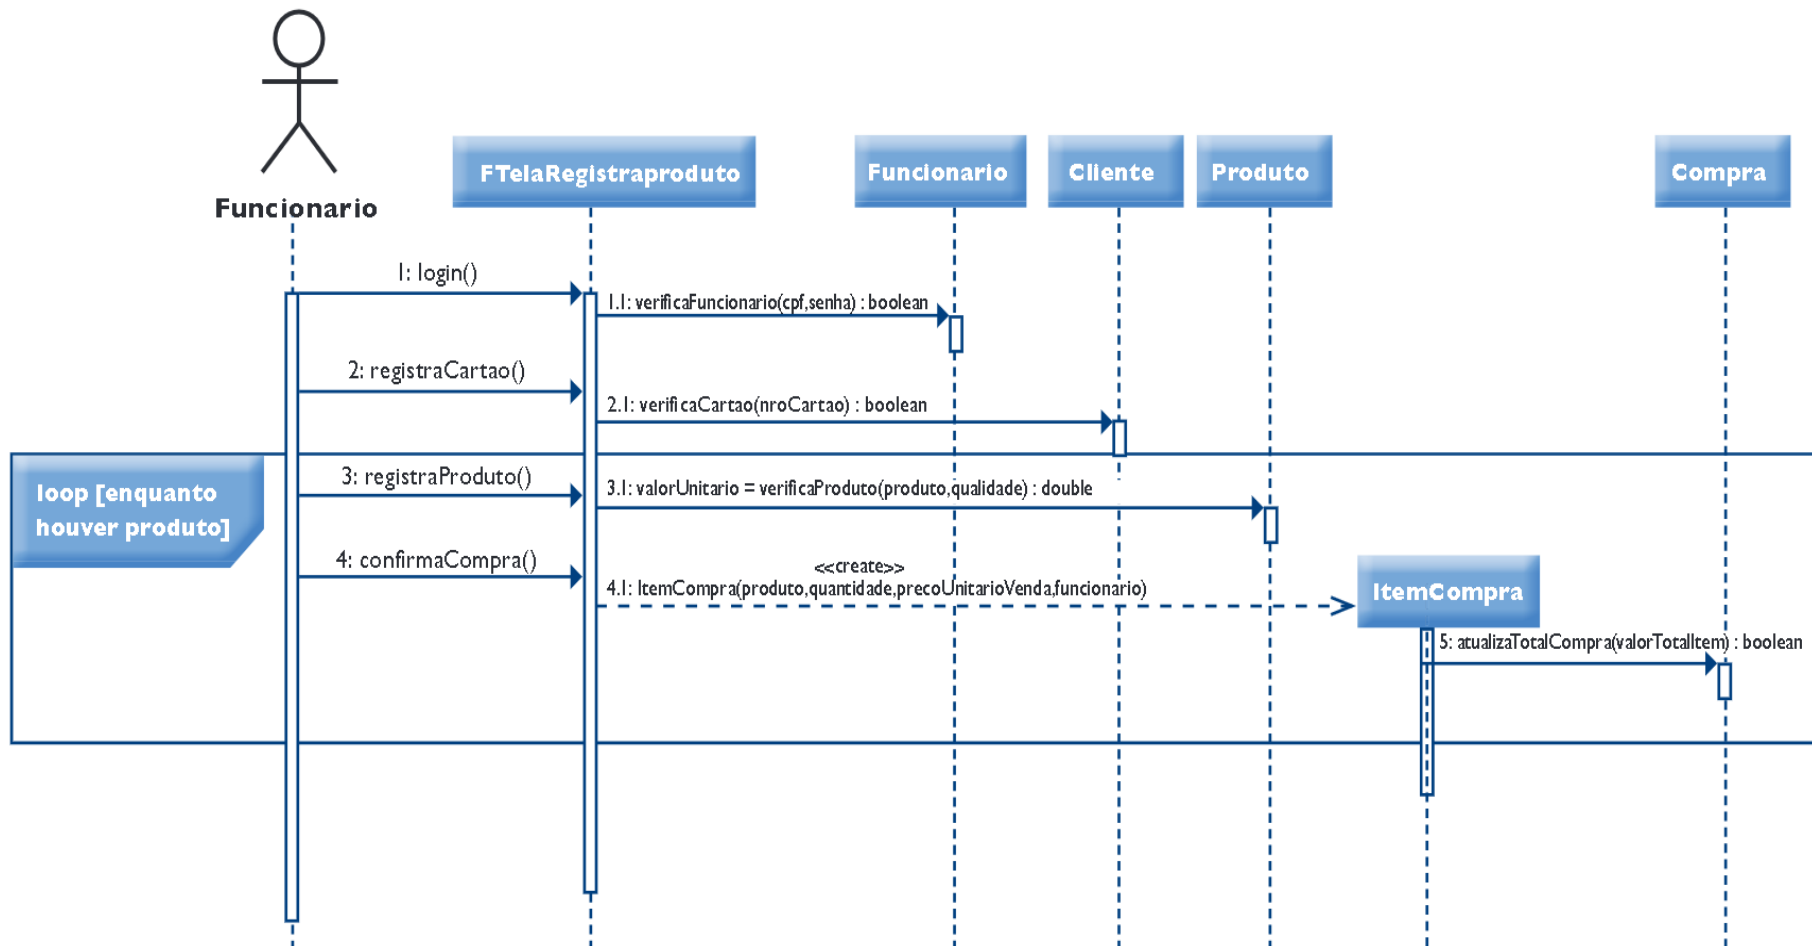 Funcionario
FTelaRegistraproduto
Funcionario
Cliente
Produto
Compra
1: login()
1.1: verificaFuncionario(cpf,senha) : boolean
2: registraCartao()
2.1: verificaCartao(nroCartao) : boolean
loop [enquanto
houver produto]
3: registraProduto()
3.1: valorUnitario = verificaProduto(produto,qualidade) : double
4: confirmaCompra()
<<create>>
4.1: ItemCompra(produto,quantidade,precoUnitarioVenda,funcionario)
ItemCompra
5: atualizaTotalCompra(valorTotalItem) : boolean